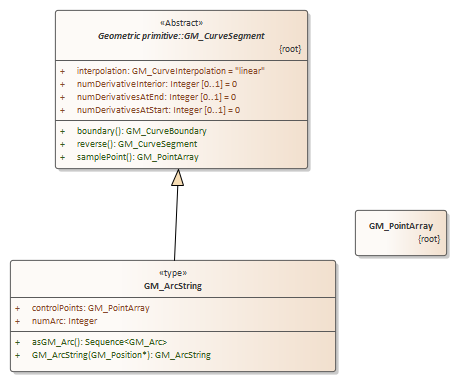 «Abstract»
Geometric primitive::GM_CurveSegment
{root}
+ interpolation: GM_CurveInterpolation = "linear"
+ numDerivativeInterior: Integer [0..1] = 0
+ numDerivativesAtEnd: Integer [0..1] = 0
+ numDerivativesAtStart: Integer [0..1] = 0
+ boundary(): GM_CurveBoundary
+ reverse(): GM_CurveSegment
+ samplePoint(): GM_PointArray
GM_PointArray
{root}
«type»
GM_ArcString
+ controlPoints: GM_PointArray
+ numArc: Integer
+ asGM_Arc(): Sequence<GM_Arc>
+ GM_ArcString(GM_Position*): GM_ArcString